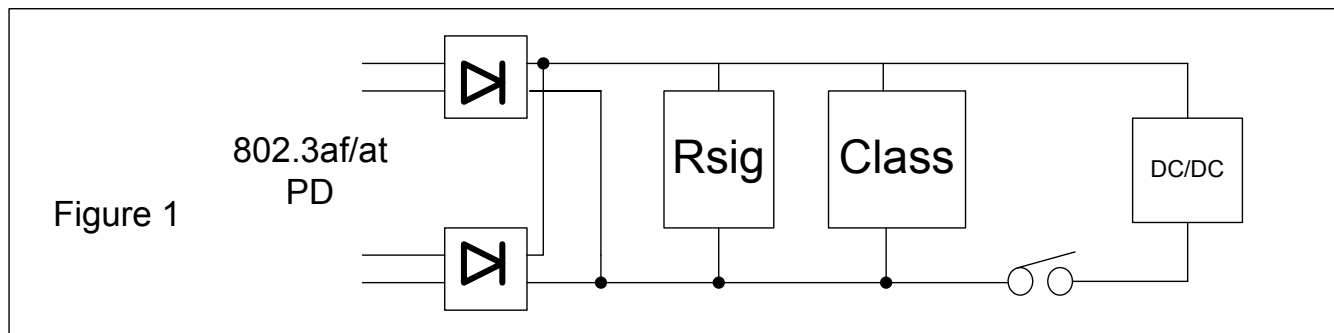 802.3af/at
PD
Figure 1
Rsig
Class
DC/DC